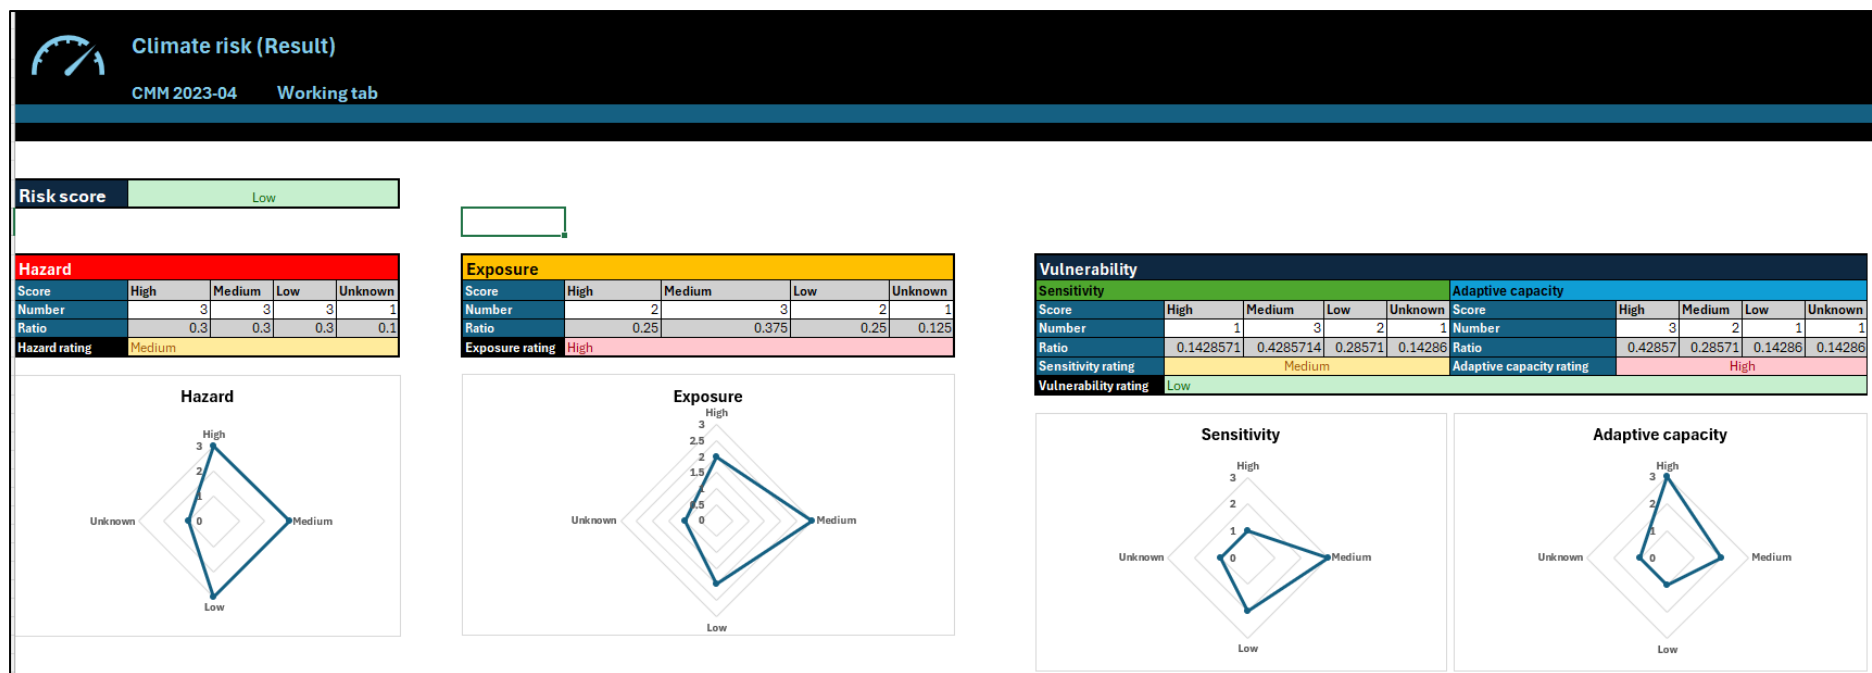 Climate risk (Result)
CMM 2023-04 Working tab
Risk score Low
Hazard
Score High Medium Low Unknown
Number 3 3 3 1
Ratio 0.3 0.3 0.3 0.1
Hazard rating Medium
Exposure
Score High Medium Low Unknown
Number 2 3 2 1
Ratio 0.25 0.375 0.25 0.125
Exposure rating High
Vulnerability
Sensitivity Adaptive capacity
Score High Medium Low Unknown Score High Medium Low Unknown
Number 1 3 2 1 Number 3 2 1 1
Ratio 0.1428571 0.4285714 0.28571 0.14286 Ratio 0.42857 0.28571 0.14286 0.14286
Sensitivity rating Medium Adaptive capacity rating High
Vulnerability rating Low
Hazard
High
3
2
1
Unknown 0 Medium
Low
Exposure
High
3
2.5
2
1.5
1
0.5
Unknown 0 Medium
Low
Sensitivity
High
3
2
1
Unknown 0 Medium
Low
Adaptive capacity
High
3
2
1
Unknown 0 Medium
Low